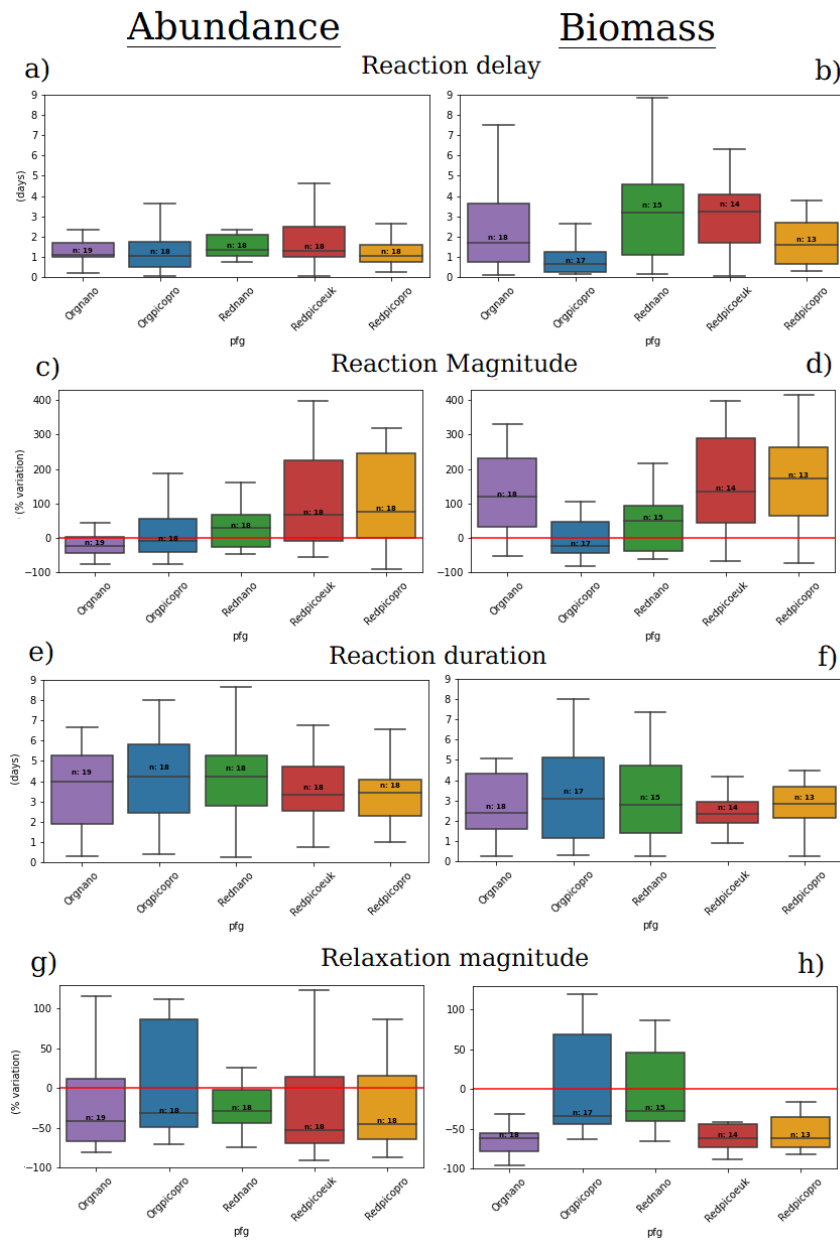 Abundance Biomass
a) Reaction delay b)
9 9
8 8
7 7
6 6
5 5
4 4
3 3
2 2
1 1
0 0
(days)
n: 19 n: 18 n: 18 n: 18 n: 18
n: 18 n: 17 n: 15 n: 14 n: 13
Orgnano Orgpicopro Rednano Redpicoeuk Redpicopro
Orgnano Orgpicopro Rednano Redpicoeuk Redpicopro
pfg pfg
c) Reaction Magnitude d)
400 400
300 300
200 200
100 100
0 0
−100 −100
(% variation)
n: 19 n: 18 n: 18 n: 18 n: 18
n: 18 n: 17 n: 15 n: 14 n: 13
Orgnano Orgpicopro Rednano Redpicoeuk Redpicopro
Orgnano Orgpicopro Rednano Redpicoeuk Redpicopro
pfg pfg
e) Reaction duration f)
9 9
8 8
7 7
6 6
5 5
4 4
3 3
2 2
1 1
0 0
(days)
n: 19 n: 18 n: 18 n: 18 n: 18
n: 18 n: 17 n: 15 n: 14 n: 13
Orgnano Orgpicopro Rednano Redpicoeuk Redpicopro
Orgnano Orgpicopro Rednano Redpicoeuk Redpicopro
pfg pfg
g) Relaxation magnitude h)
100 100
50 50
0 0
−50 −50
−100 −100
(% variation)
n: 19 n: 18 n: 18 n: 18 n: 18
n: 18 n: 17 n: 15 n: 14 n: 13
Orgnano Orgpicopro Rednano Redpicoeuk Redpicopro
Orgnano Orgpicopro Rednano Redpicoeuk Redpicopro
pfg pfg